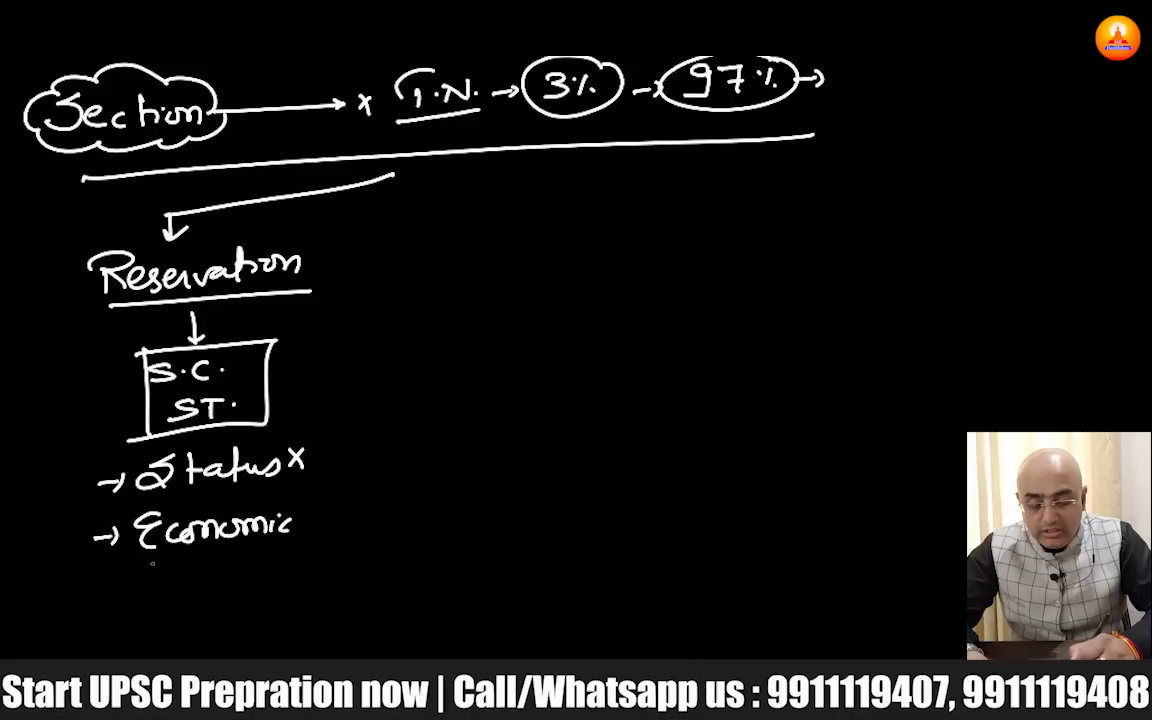 Section → x T.N. → 3% → 97% →
Reservation
S.C.
ST.
→ Status x
→ Economic
Start UPSC Prepration now | Call/Whatsapp us : 9911119407, 9911119408